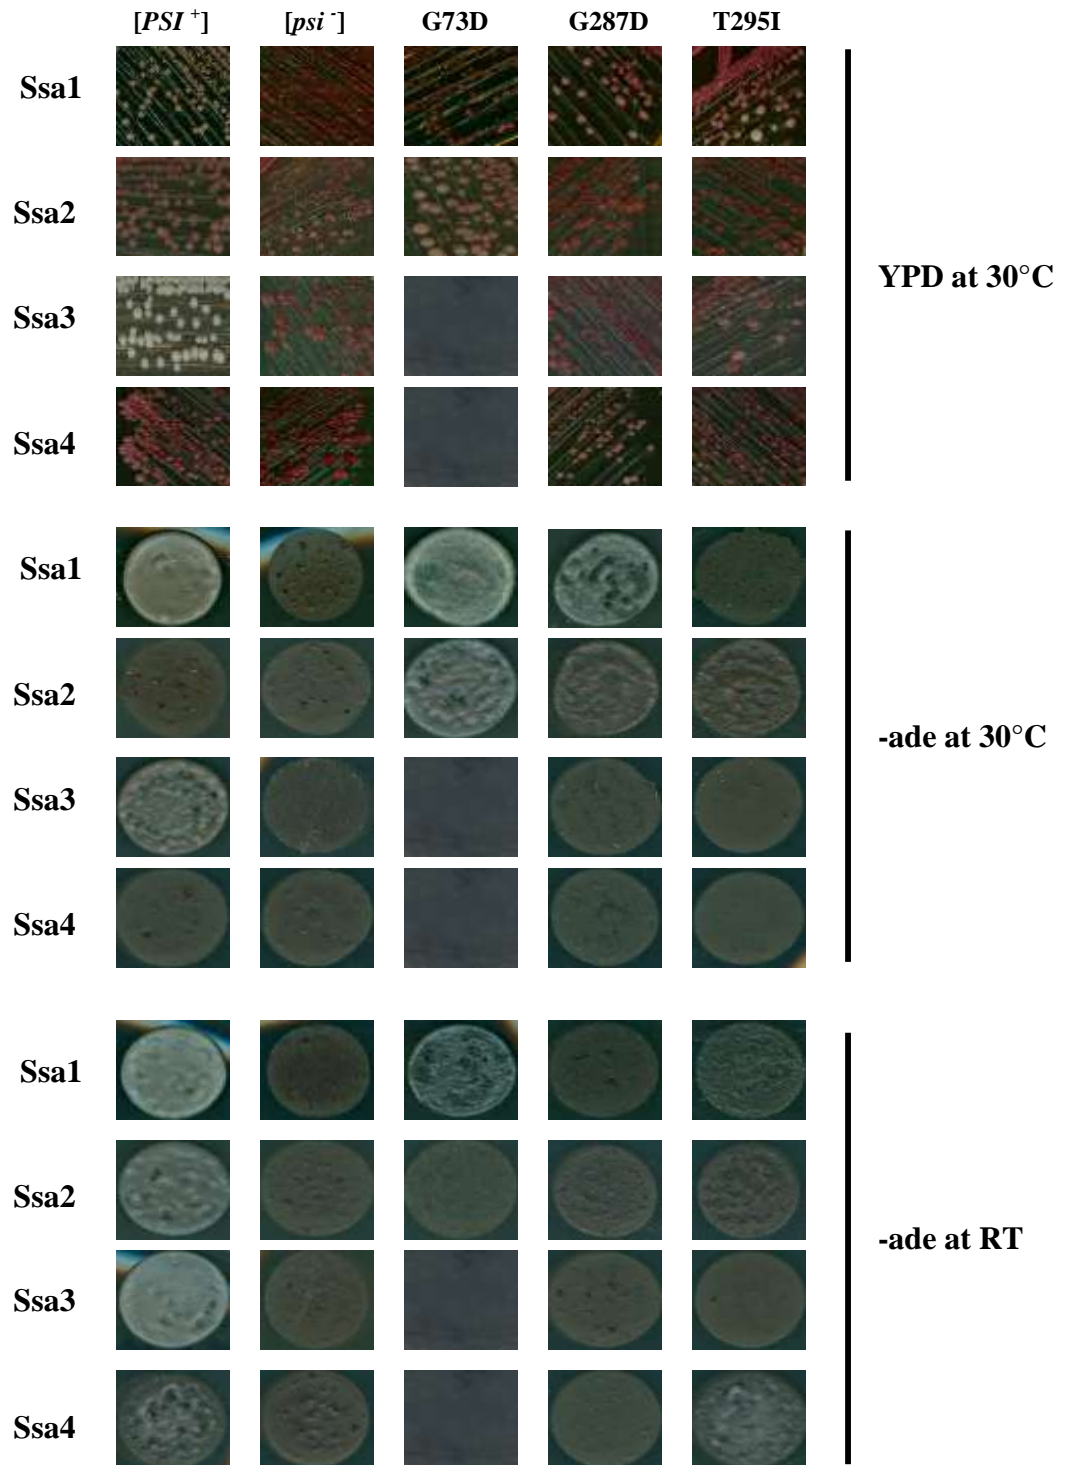 [PSI +] [psi -] G73D G287D T295I
Ssa1
Ssa2
Ssa3
Ssa4
YPD at 30°C
Ssa1
Ssa2
Ssa3
Ssa4
-ade at 30°C
Ssa1
Ssa2
Ssa3
Ssa4
-ade at RT